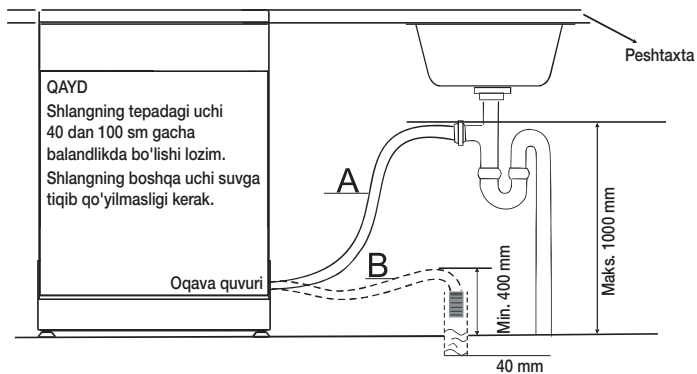 Peshtaxta
QAYD
Shlangning tepadagi uchi
40 dan 100 sm gacha
balandlikda bo'lishi lozim.
Shlangning boshqa uchi suvga
tiqib qo'yilmasligi kerak.
A
B
Oqava quvuri
Min. 400 mm
Maks. 1000 mm
40 mm